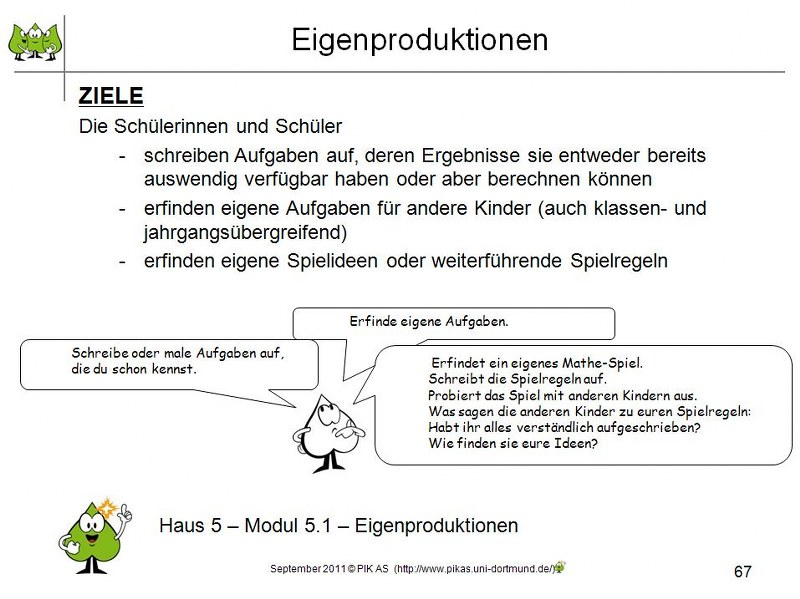 Eigenproduktionen
ZIELE
Die Schülerinnen und Schüler
- schreiben Aufgaben auf, deren Ergebnisse sie entweder bereits
auswendig verfügbar haben oder aber berechnen können
- erfinden eigene Aufgaben für andere Kinder (auch klassen- und
jahrgangsübergreifend)
- erfinden eigene Spielideen oder weiterführende Spielregeln
Erfinde eigene Aufgaben.
Schreibe oder male Aufgaben auf,
die du schon kennst.
Erfindet ein eigenes Mathe-Spiel.
Schreibt die Spielregeln auf.
Probiert das Spiel mit anderen Kindern aus.
Was sagen die anderen Kinder zu euren Spielregeln:
Habt ihr alles verständlich aufgeschrieben?
Wie finden sie eure Ideen?
Haus 5 – Modul 5.1 – Eigenproduktionen
September 2011 © PIK AS (http://www.pikas.uni-dortmund.de/)
67